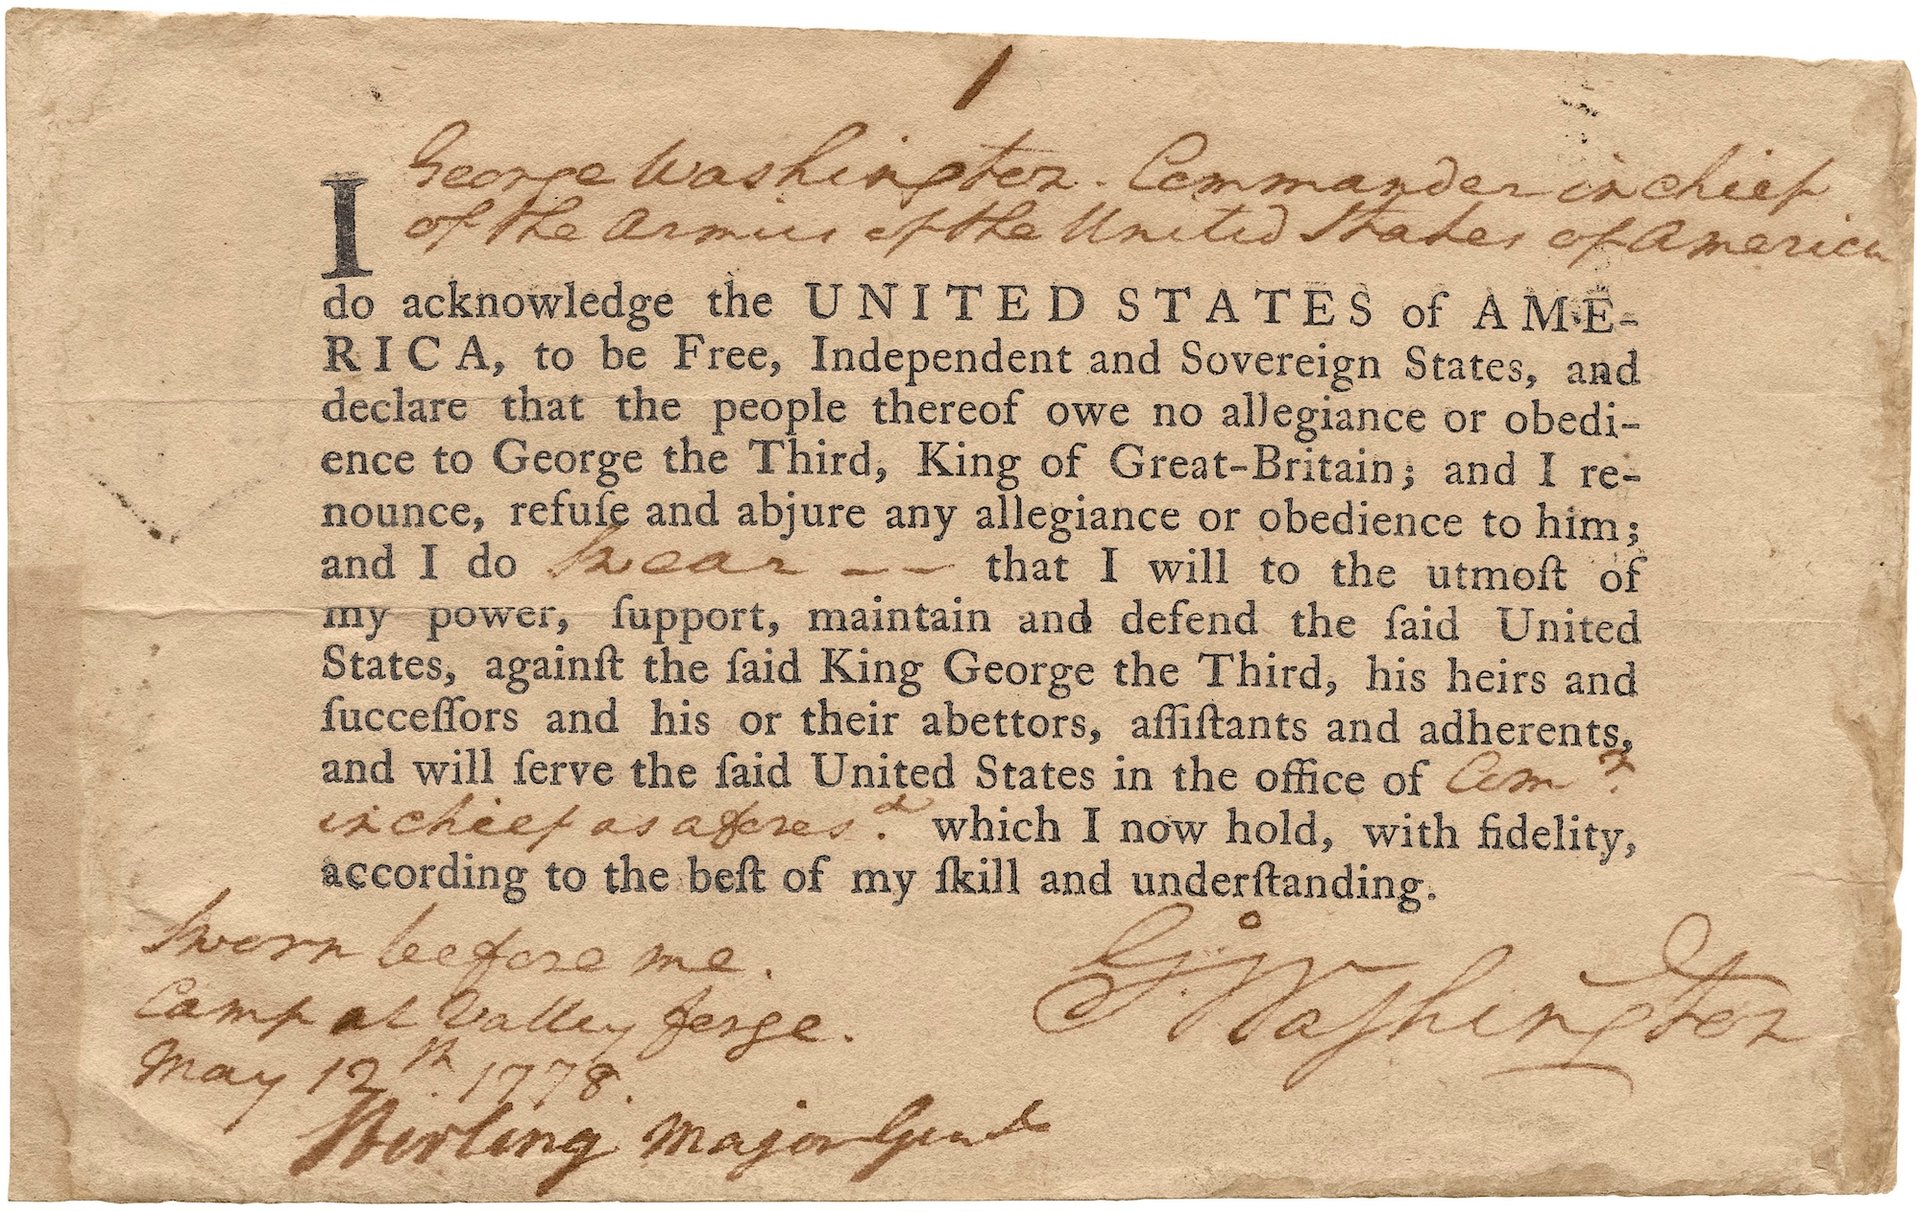 1
George Washington. Commander in chief
of the Armies of the United States of America
I
do acknowledge the UNITED STATES of AME-
RICA, to be Free, Independent and Sovereign States, and
declare that the people thereof owe no allegiance or obedi-
ence to George the Third, King of Great-Britain; and I re-
nounce, refuſe and abjure any allegiance or obedience to him;
and I do Swear -- that I will to the utmoſt of
my power, ſupport, maintain and defend the ſaid United
States, againſt the ſaid King George the Third, his heirs and
ſucceſſors and his or their abettors, aſſiſtants and adherents,
and will ſerve the ſaid United States in the office of Comr.
in chief as afores.d which I now hold, with fidelity,
according to the beſt of my ſkill and underſtanding.
Sworn before me.
Camp at Valley forge.
May 12th. 1778.
Stirling Major Genl
Go: Washington